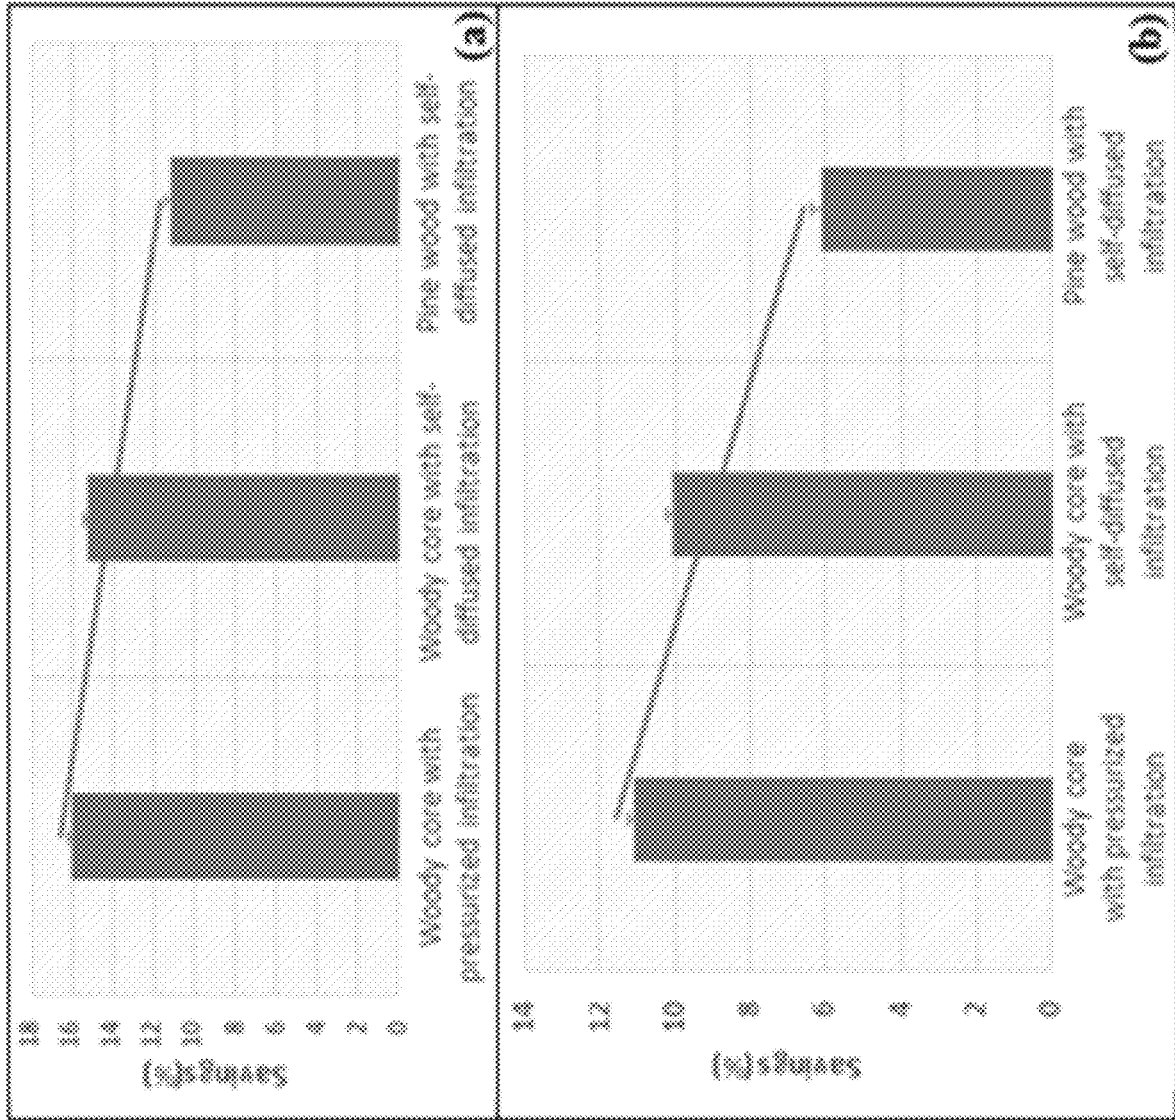 Savings(%)
18
16
14
12
10
8
6
4
2
0
Woody core with
pressurized infiltration
Woody core with self-
diffused infiltration
Pine wood with self-
diffused infiltration
(a)
Savings(%)
14
12
10
8
6
4
2
0
Woody core
with pressurized
infiltration
Woody core with
self-diffused
infiltration
Pine wood with
self-diffused
infiltration
(b)